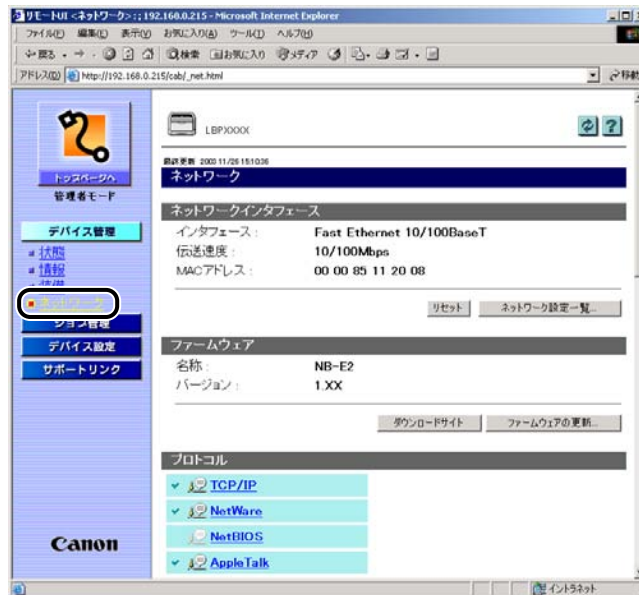 リモートUI <ネットワーク>:; 192.168.0.215 - Microsoft Internet Explorer
ファイル(F) 編集(E) 表示(V) お気に入り(A) ツール(T) ヘルプ(H)
戻る 検索 お気に入り メディア
アドレス(D) http://192.168.0.215/cab/_net.html 移動
LBPXXXX
トップページへ
管理者モード
最終更新 2003 11/26 15:10:36
ネットワーク
デバイス管理
状態
情報
装備
ネットワーク
ジョブ管理
デバイス設定
サポートリンク
ネットワークインタフェース
インタフェース: Fast Ethernet 10/100BaseT
伝送速度: 10/100Mbps
MACアドレス: 00 00 85 11 20 08
リセット ネットワーク設定一覧...
ファームウェア
名称: NB-E2
バージョン: 1.XX
ダウンロードサイト ファームウェアの更新...
プロトコル
TCP/IP
NetWare
NetBIOS
AppleTalk
Canon
イントラネット